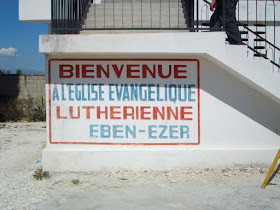 BIENVENUE
A L'EGLISE EVANGELIQUE
LUTHERIENNE
EBEN-EZER